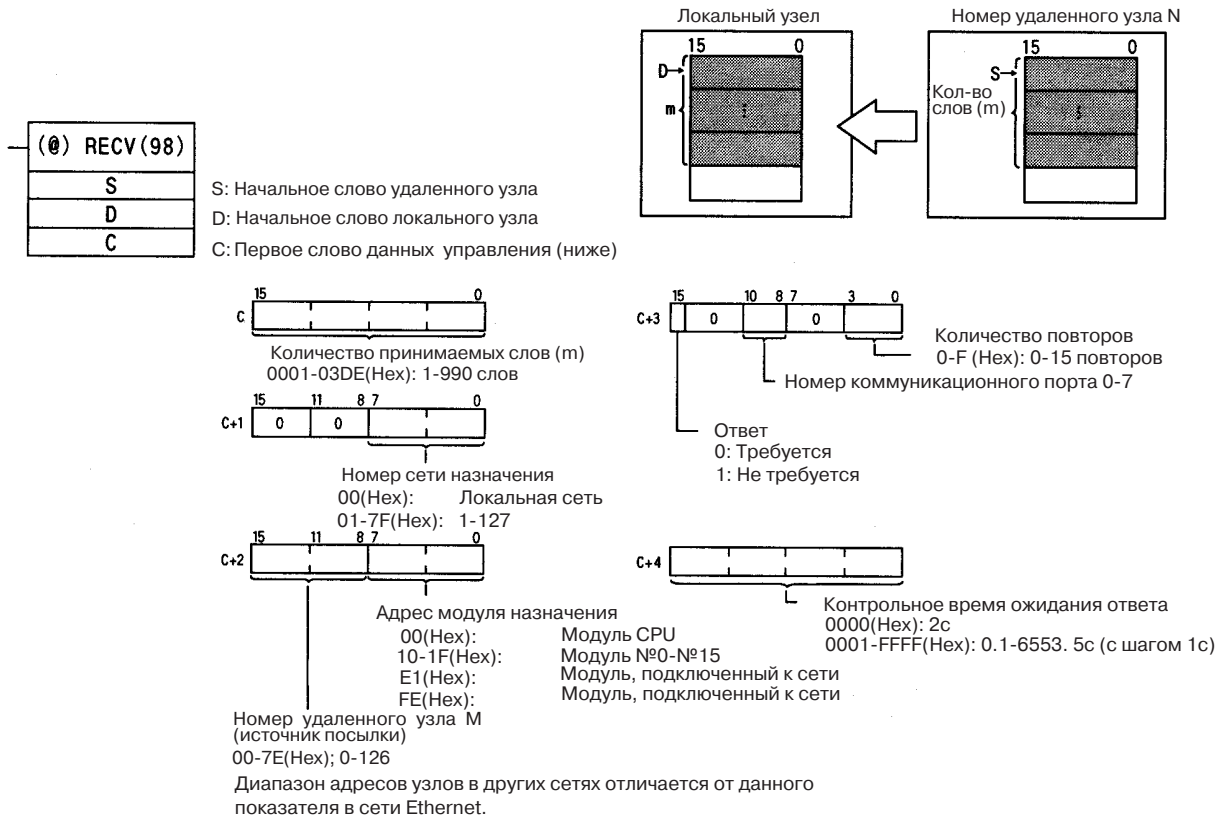 Локальный узел
Номер удаленного узла N
15 0
D
m
15 0
S
Кол-во
слов (m)
(@) RECV(98)
S
D
C
S: Начальное слово удаленного узла
D: Начальное слово локального узла
C: Первое слово данных управления (ниже)
15 0
C
Количество принимаемых слов (m)
0001-03DE(Hex): 1-990 слов
15 11 8 7 0
C+1 0 0
Номер сети назначения
00(Hex): Локальная сеть
01-7F(Hex): 1-127
15 11 8 7 0
C+2
Адрес модуля назначения
00(Hex): Модуль CPU
10-1F(Hex): Модуль №0-№15
E1(Hex): Модуль, подключенный к сети
FE(Hex): Модуль, подключенный к сети
Номер удаленного узла M
(источник посылки)
00-7E(Hex); 0-126
Диапазон адресов узлов в других сетях отличается от данного
показателя в сети Ethernet.
15 10 8 7 3 0
C+3 0 0
Количество повторов
0-F (Hex): 0-15 повторов
Номер коммуникационного порта 0-7
Ответ
0: Требуется
1: Не требуется
C+4
Контрольное время ожидания ответа
0000(Hex): 2с
0001-FFFF(Hex): 0.1-6553. 5с (с шагом 1с)